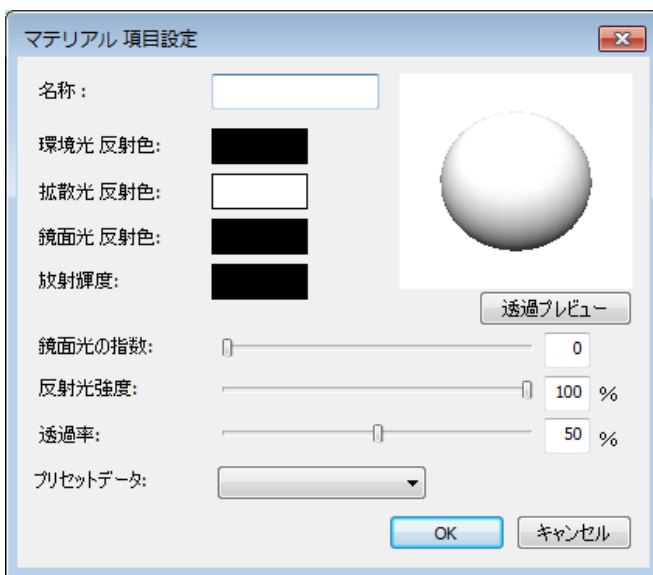 マテリアル 項目設定
名称：
環境光 反射色:
拡散光 反射色:
鏡面光 反射色:
放射輝度:
透過プレビュー
鏡面光の指数: 0
反射光強度: 100 %
透過率: 50 %
プリセットデータ:
OK キャンセル